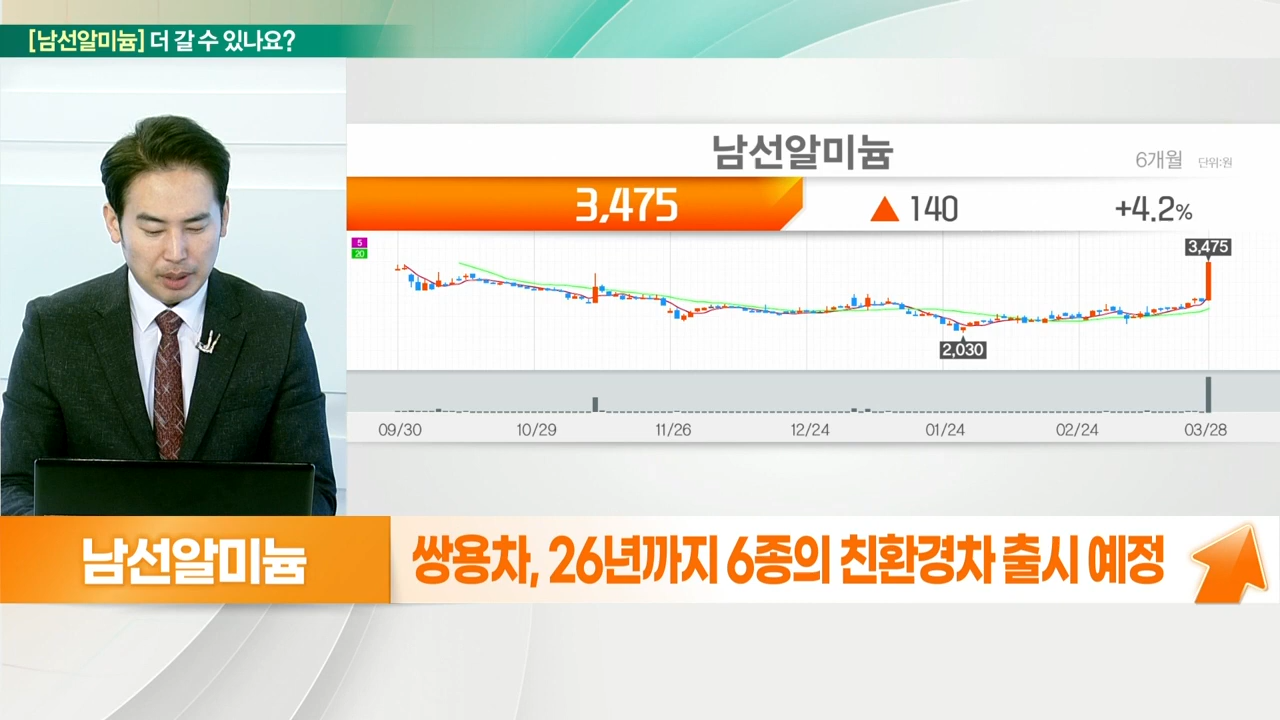 [남선알미늄] 더 갈 수 있나요?
남선알미늄
6개월 단위:원
3,475 ▲ 140 +4.2%
5
20
3,475
2,030
09/30 10/29 11/26 12/24 01/24 02/24 03/28
남선알미늄
쌍용차, 26년까지 6종의 친환경차 출시 예정